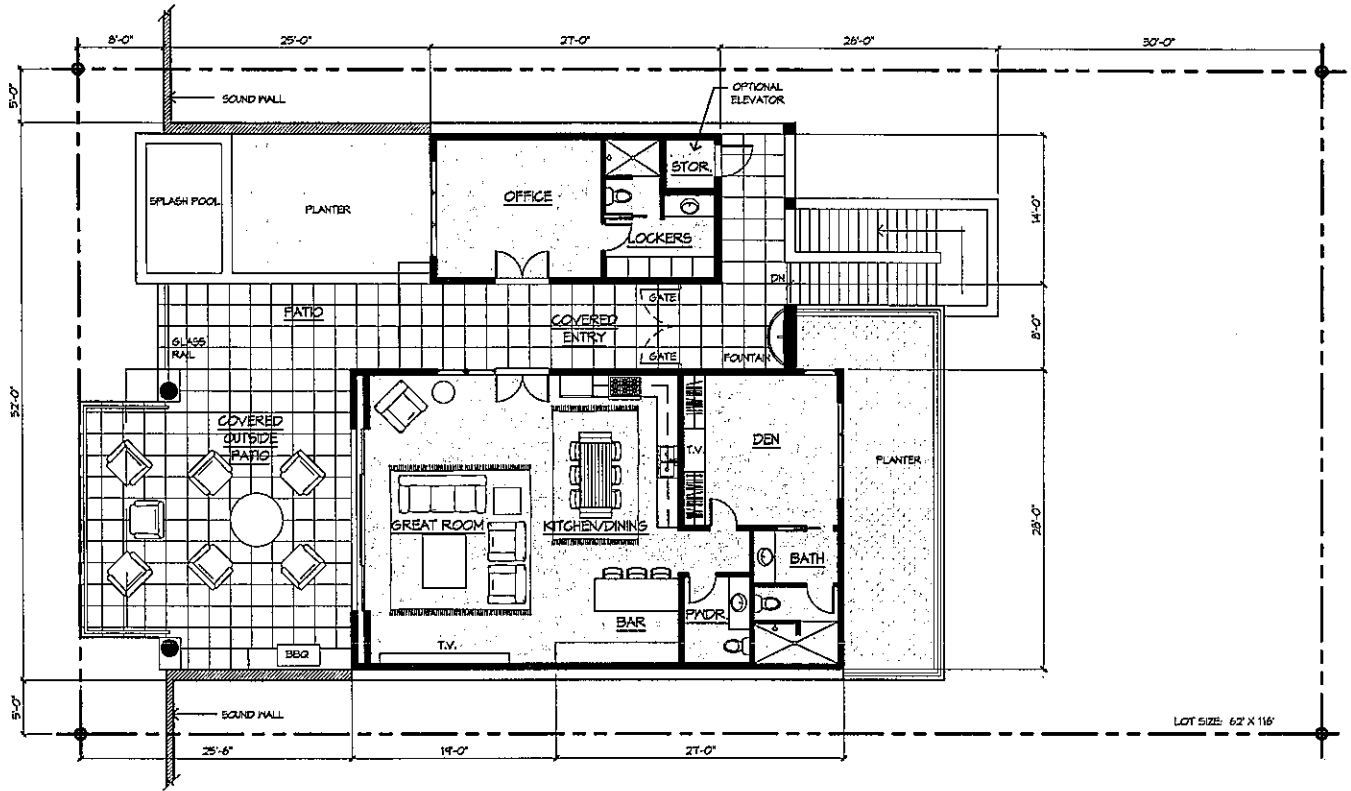 8'-0"
25'-0"
27'-0"
26'-0"
30'-0"
5'-0"
SOUND WALL
OPTIONAL
ELEVATOR
STOR.
OFFICE
SPLASH POOL
PLANTER
LOCKERS
14'-0"
DN
GATE
PATIO
COVERED
ENTRY
GLASS
RAIL
GATE
FOUNTAIN
8'-0"
52'-0"
COVERED
OUTSIDE
PATIO
DEN
T.V.
PLANTER
GREAT ROOM
KITCHEN/DINING
28'-0"
BATH
PWDR.
BAR
T.V.
BBQ
5'-0"
SOUND WALL
LOT SIZE: 62' X 116'
25'-6"
19'-0"
27'-0"